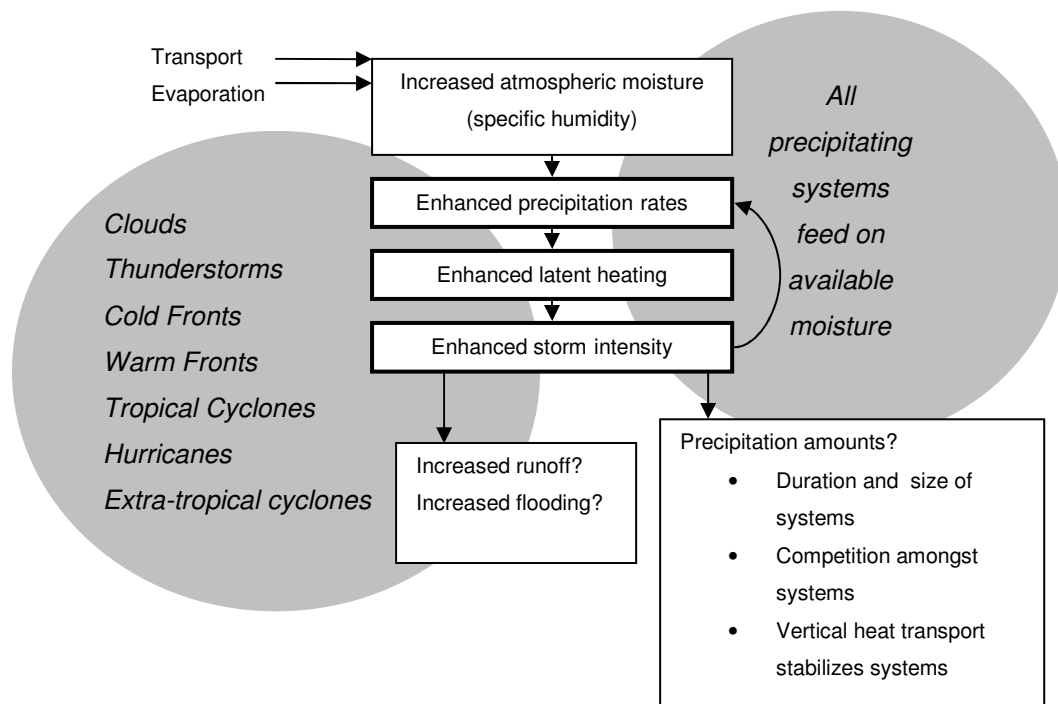 Transport
Evaporation
Increased atmospheric moisture
(specific humidity)
Enhanced precipitation rates
Enhanced latent heating
Enhanced storm intensity
All
precipitating
systems
feed on
available
moisture
Clouds
Thunderstorms
Cold Fronts
Warm Fronts
Tropical Cyclones
Hurricanes
Extra-tropical cyclones
Increased runoff?
Increased flooding?
Precipitation amounts?
• Duration and size of
systems
• Competition amongst
systems
• Vertical heat transport
stabilizes systems